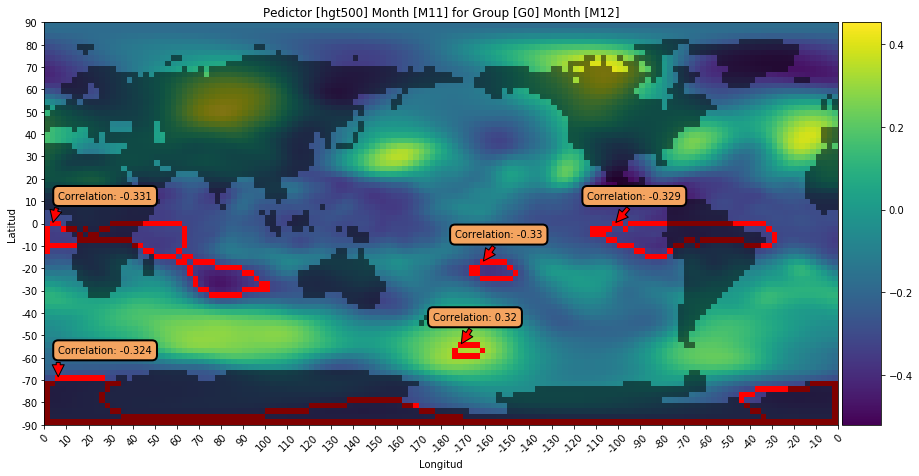 Pedictor [hgt500] Month [M11] for Group [G0] Month [M12]
90
80
70
60
50
40
30
20
10
0
-10
-20
-30
-40
-50
-60
-70
-80
-90
Latitud
Correlation: -0.331
Correlation: -0.329
Correlation: -0.33
Correlation: 0.32
Correlation: -0.324
0 10 20 30 40 50 60 70 80 90 100 110 120 130 140 150 160 170 -180 -170 -160 -150 -140 -130 -120 -110 -100 -90 -80 -70 -60 -50 -40 -30 -20 -10 0
Longitud
0.4
0.2
0.0
−0.2
−0.4